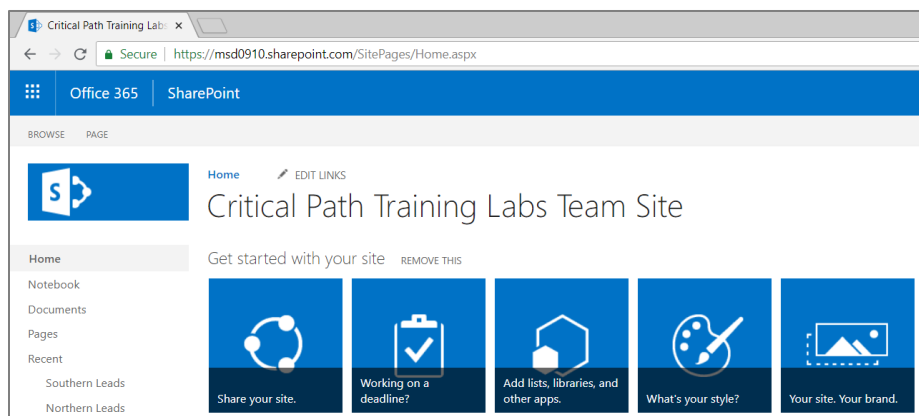 Critical Path Training Labs
Secure | https://msd0910.sharepoint.com/SitePages/Home.aspx
Office 365 SharePoint
BROWSE PAGE
S
Home EDIT LINKS
Critical Path Training Labs Team Site
Get started with your site REMOVE THIS
Home
Notebook
Documents
Pages
Recent
Southern Leads
Northern Leads
Share your site.
Working on a
deadline?
Add lists, libraries, and
other apps.
What's your style?
Your site. Your brand.